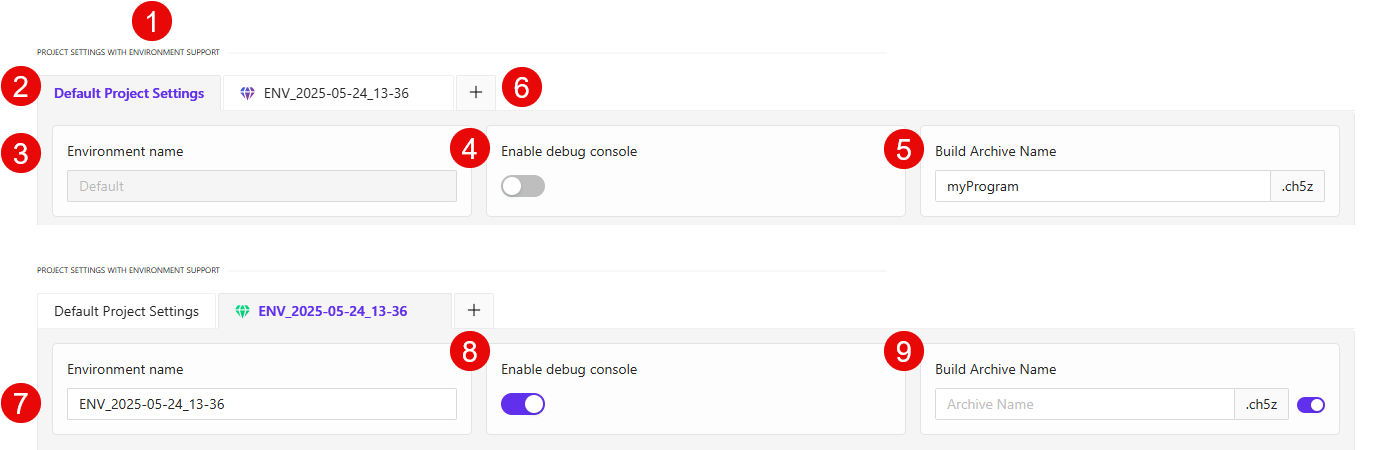 1
PROJECT SETTINGS WITH ENVIRONMENT SUPPORT
2 Default Project Settings ENV_2025-05-24_13-36 + 6
3 Environment name 4 Enable debug console 5 Build Archive Name
Default myProgram .ch5z
PROJECT SETTINGS WITH ENVIRONMENT SUPPORT
Default Project Settings ENV_2025-05-24_13-36 +
Environment name 8 Enable debug console 9 Build Archive Name
7 ENV_2025-05-24_13-36 Archive Name .ch5z